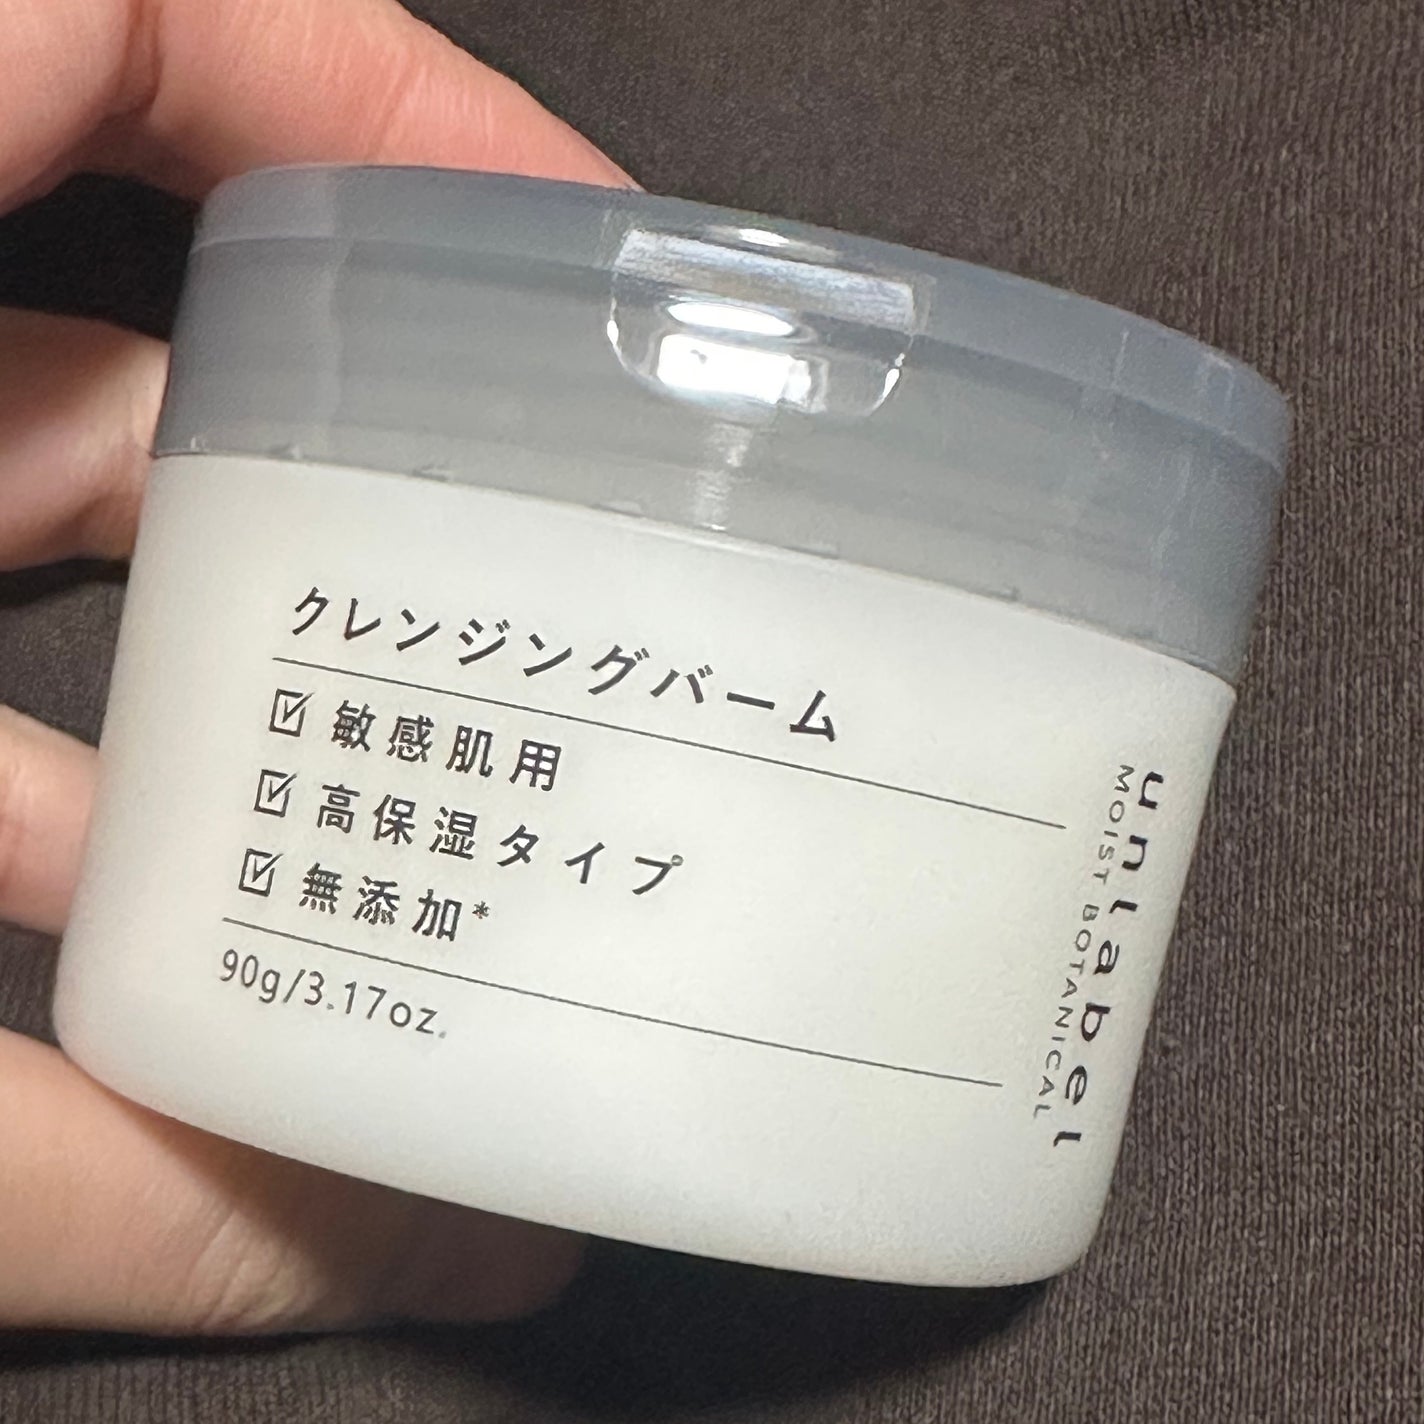 クレンジングバーム
☑ 敏感肌用
☑ 高保湿タイプ
☑ 無添加*
90g/3.17oz.
unlabel
MOIST BOTANICAL